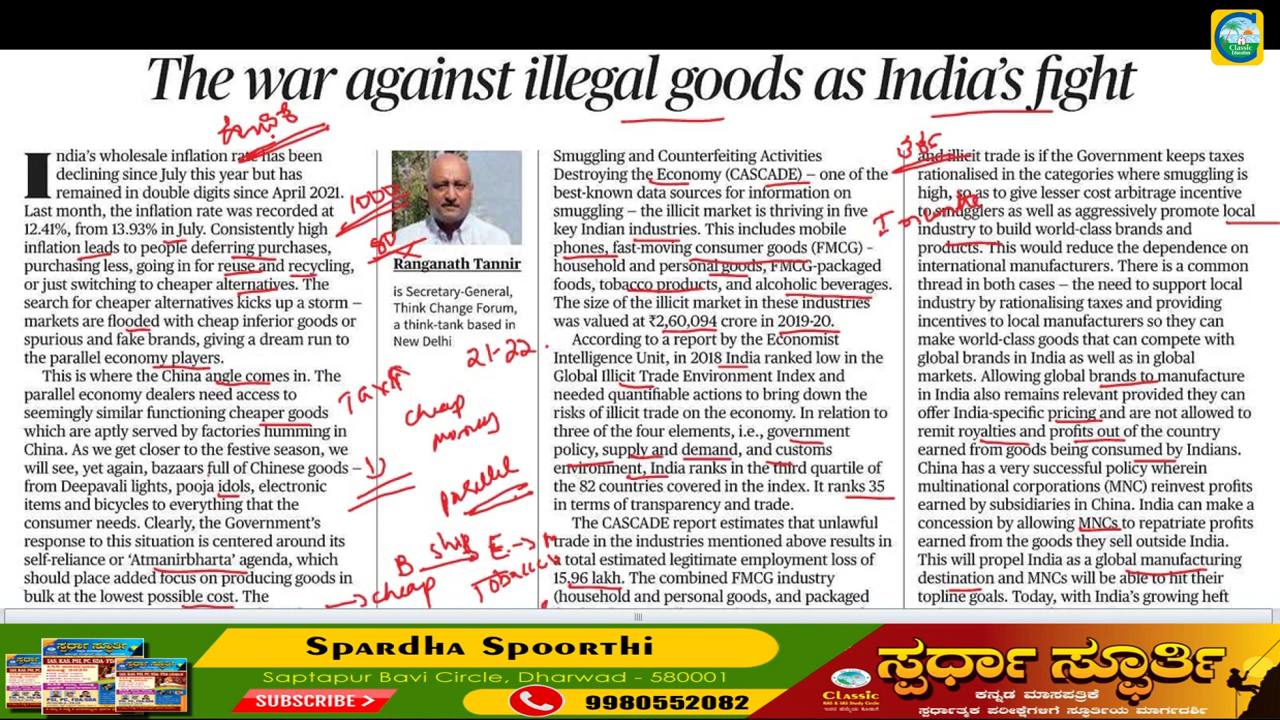 Classic
Education
The war against illegal goods as India's fight
India's wholesale inflation rate has been
declining since July this year but has
remained in double digits since April 2021.
Last month, the inflation rate was recorded at
12.41%, from 13.93% in July. Consistently high
inflation leads to people deferring purchases,
purchasing less, going in for reuse and recycling,
or just switching to cheaper alternatives. The
search for cheaper alternatives kicks up a storm –
markets are flooded with cheap inferior goods or
spurious and fake brands, giving a dream run to
the parallel economy players.
This is where the China angle comes in. The
parallel economy dealers need access to
seemingly similar functioning cheaper goods
which are aptly served by factories humming in
China. As we get closer to the festive season, we
will see, yet again, bazaars full of Chinese goods –
from Deepavali lights, pooja idols, electronic
items and bicycles to everything that the
consumer needs. Clearly, the Government's
response to this situation is centered around its
self-reliance or 'Atmanirbharta' agenda, which
should place added focus on producing goods in
bulk at the lowest possible cost. The
1000
80
Ranganath Tannir
is Secretary-General,
Think Change Forum,
a think-tank based in
New Delhi
21-22
Tax
cheap
money
1)
parallel
B ship E → M
Tobacco
→ cheap
Smuggling and Counterfeiting Activities
Destroying the Economy (CASCADE) – one of the
best-known data sources for information on
smuggling – the illicit market is thriving in five
key Indian industries. This includes mobile
phones, fast-moving consumer goods (FMCG) -
household and personal goods, FMCG-packaged
foods, tobacco products, and alcoholic beverages.
The size of the illicit market in these industries
was valued at ₹2,60,094 crore in 2019-20.
According to a report by the Economist
Intelligence Unit, in 2018 India ranked low in the
Global Illicit Trade Environment Index and
needed quantifiable actions to bring down the
risks of illicit trade on the economy. In relation to
three of the four elements, i.e., government
policy, supply and demand, and customs
environment, India ranks in the third quartile of
the 82 countries covered in the index. It ranks 35
in terms of transparency and trade.
The CASCADE report estimates that unlawful
trade in the industries mentioned above results in
a total estimated legitimate employment loss of
15.96 lakh. The combined FMCG industry
(household and personal goods, and packaged
and illicit trade is if the Government keeps taxes
rationalised in the categories where smuggling is
high, so as to give lesser cost arbitrage incentive
to smugglers as well as aggressively promote local
industry to build world-class brands and
products. This would reduce the dependence on
international manufacturers. There is a common
thread in both cases – the need to support local
industry by rationalising taxes and providing
incentives to local manufacturers so they can
make world-class goods that can compete with
global brands in India as well as in global
markets. Allowing global brands to manufacture
in India also remains relevant provided they can
offer India-specific pricing and are not allowed to
remit royalties and profits out of the country
earned from goods being consumed by Indians.
China has a very successful policy wherein
multinational corporations (MNC) reinvest profits
earned by subsidiaries in China. India can make a
concession by allowing MNCs to repatriate profits
earned from the goods they sell outside India.
This will propel India as a global manufacturing
destination and MNCs will be able to hit their
topline goals. Today, with India's growing heft
Spardha Spoorthi
Saptapur Bavi Circle, Dharwad - 580001
SUBSCRIBE
9980552082
Classic
ಸ್ಪರ್ಧಾ ಸ್ಫೂರ್ತಿ
ಕನ್ನಡ ಮಾಸಪತ್ರಿಕೆ
ಸ್ಪರ್ಧಾತ್ಮಕ ಪರೀಕ್ಷೆಗಳಿಗೆ ಸ್ಫೂರ್ತಿಯ ಮಾರ್ಗದರ್ಶಿ